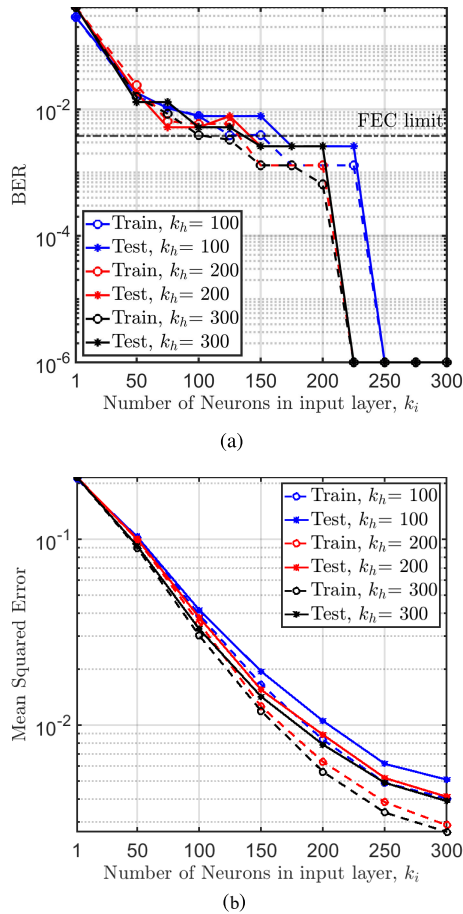 10^-2
FEC limit
BER
10^-4
10^-6
Train, k_h= 100
Test, k_h= 100
Train, k_h= 200
Test, k_h= 200
Train, k_h= 300
Test, k_h= 300
1 50 100 150 200 250 300
Number of Neurons in input layer, k_i
(a)
Train, k_h= 100
Test, k_h= 100
Train, k_h= 200
Test, k_h= 200
Train, k_h= 300
Test, k_h= 300
10^-1
Mean Squared Error
10^-2
1 50 100 150 200 250 300
Number of Neurons in input layer, k_i
(b)